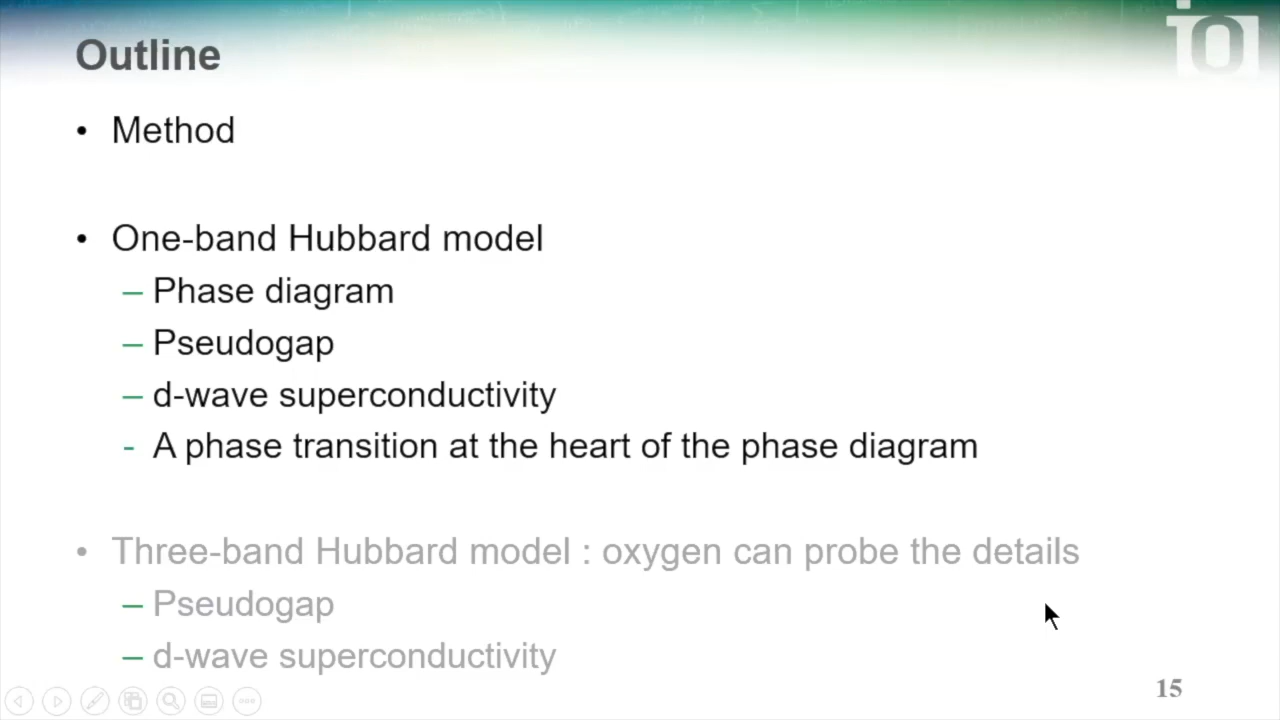 Outline
• Method
• One-band Hubbard model
– Phase diagram
– Pseudogap
– d-wave superconductivity
- A phase transition at the heart of the phase diagram
• Three-band Hubbard model : oxygen can probe the details
– Pseudogap
– d-wave superconductivity
15